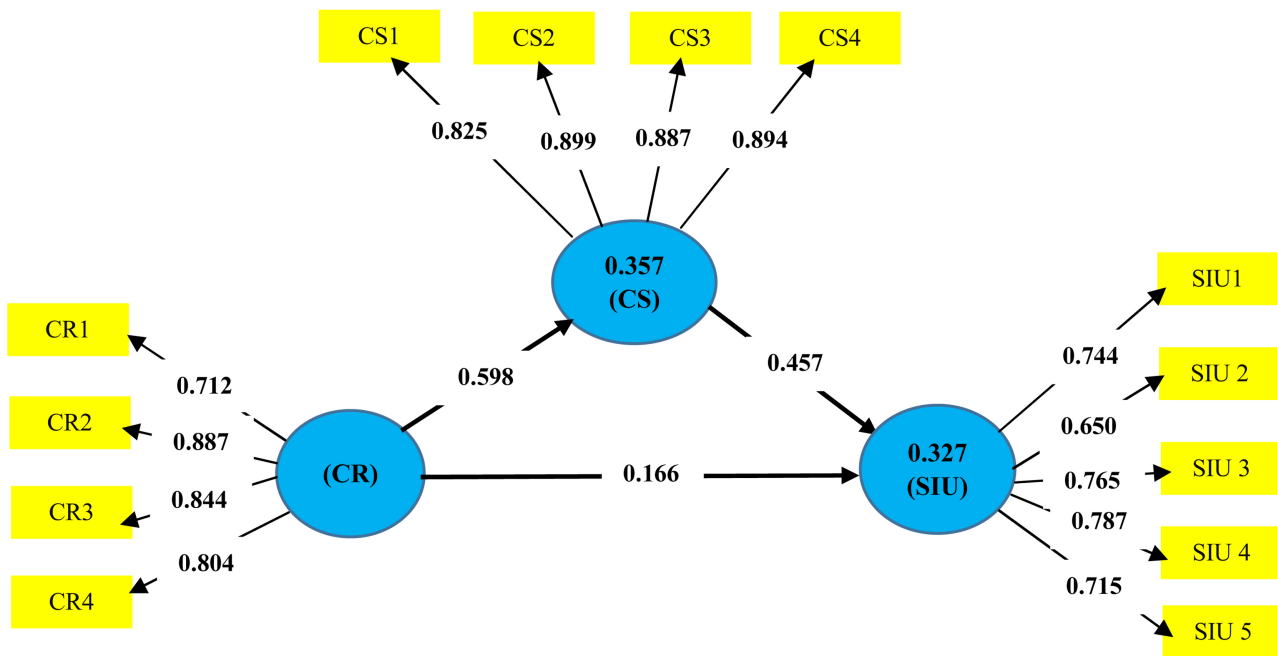 CS1
CS2
CS3
CS4
0.825
0.899
0.887
0.894
0.357
(CS)
SIU1
CR1
0.744
0.457
SIU 2
0.598
0.712
CR2
0.650
0.887
0.327
(SIU)
SIU 3
(CR)
0.166
0.765
CR3
0.844
0.787
SIU 4
0.804
0.715
CR4
SIU 5